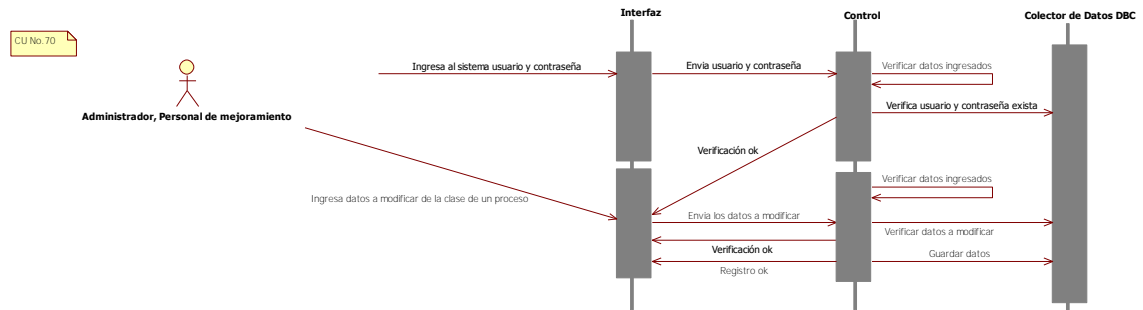 Interfaz
Control
Colector de Datos DBC
CU No.70
Ingresa al sistema usuario y contraseña
Envia usuario y contraseña
Verificar datos ingresados
Verifica usuario y contraseña exista
Administrador, Personal de mejoramiento
Verificación ok
Verificar datos ingresados
Ingresa datos a modificar de la clase de un proceso
Envia los datos a modificar
Verificar datos a modificar
Verificación ok
Guardar datos
Registro ok